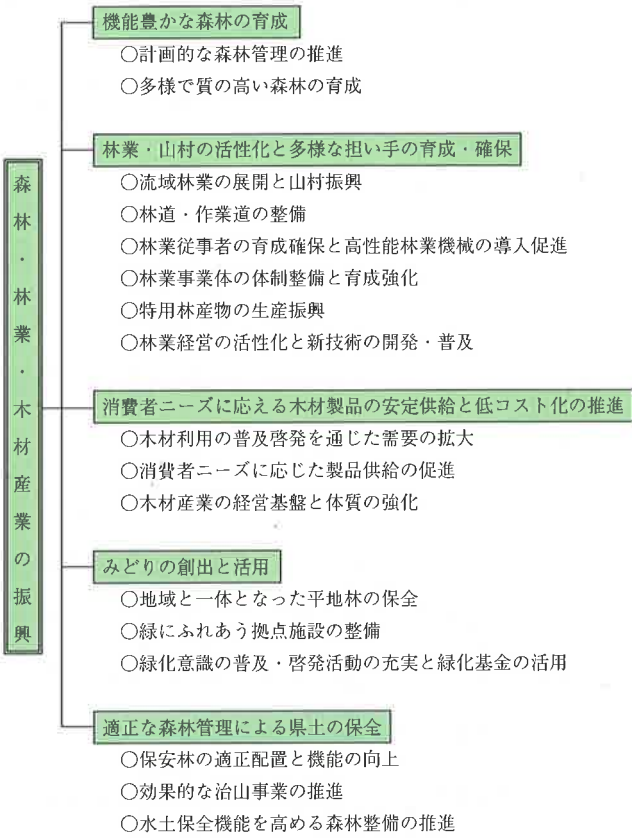 森林・林業・木材産業の振興
機能豊かな森林の育成
○計画的な森林管理の推進
○多様で質の高い森林の育成
林業・山村の活性化と多様な担い手の育成・確保
○流域林業の展開と山村振興
○林道・作業道の整備
○林業従事者の育成確保と高性能林業機械の導入促進
○林業事業体の体制整備と育成強化
○特用林産物の生産振興
○林業経営の活性化と新技術の開発・普及
消費者ニーズに応える木材製品の安定供給と低コスト化の推進
○木材利用の普及啓発を通じた需要の拡大
○消費者ニーズに応じた製品供給の促進
○木材産業の経営基盤と体質の強化
みどりの創出と活用
○地域と一体となった平地林の保全
○緑にふれあう拠点施設の整備
○緑化意識の普及・啓発活動の充実と緑化基金の活用
適正な森林管理による県土の保全
○保安林の適正配置と機能の向上
○効果的な治山事業の推進
○水土保全機能を高める森林整備の推進